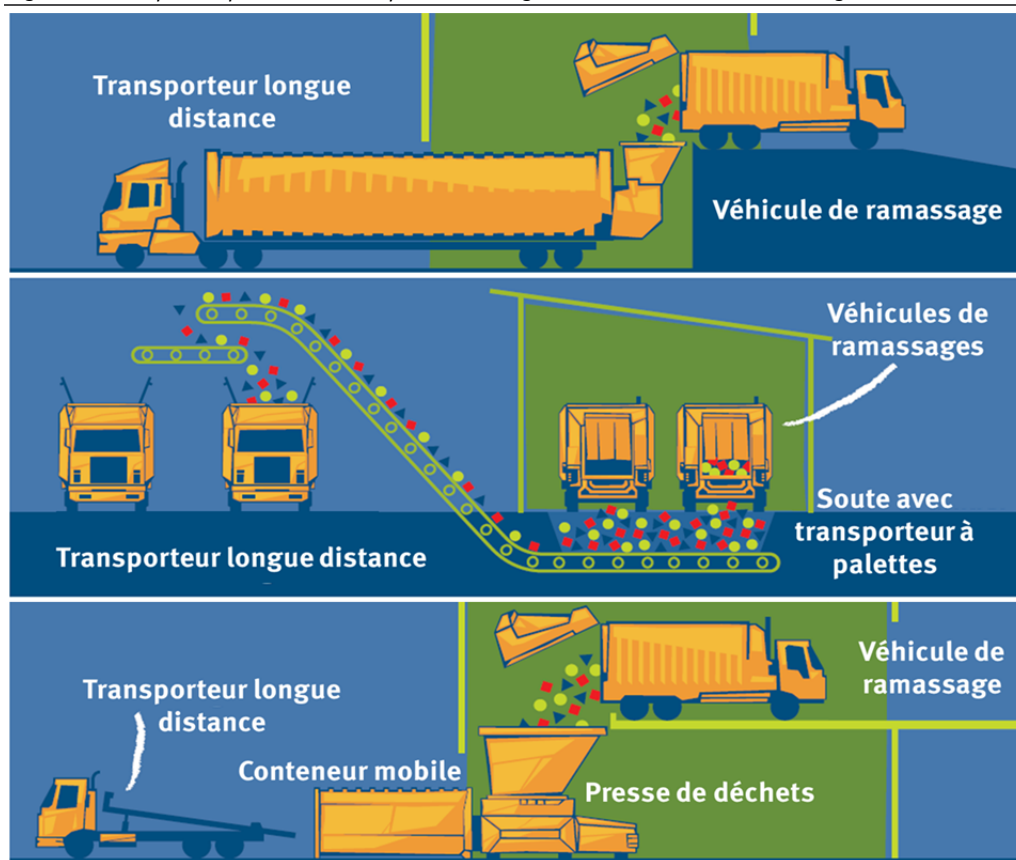 Transporteur longue
distance
Véhicule de ramassage
Véhicules de
ramassages
Soute avec
transporteur à
palettes
Transporteur longue distance
Véhicule de
ramassage
Transporteur longue
distance
Conteneur mobile
Presse de déchets